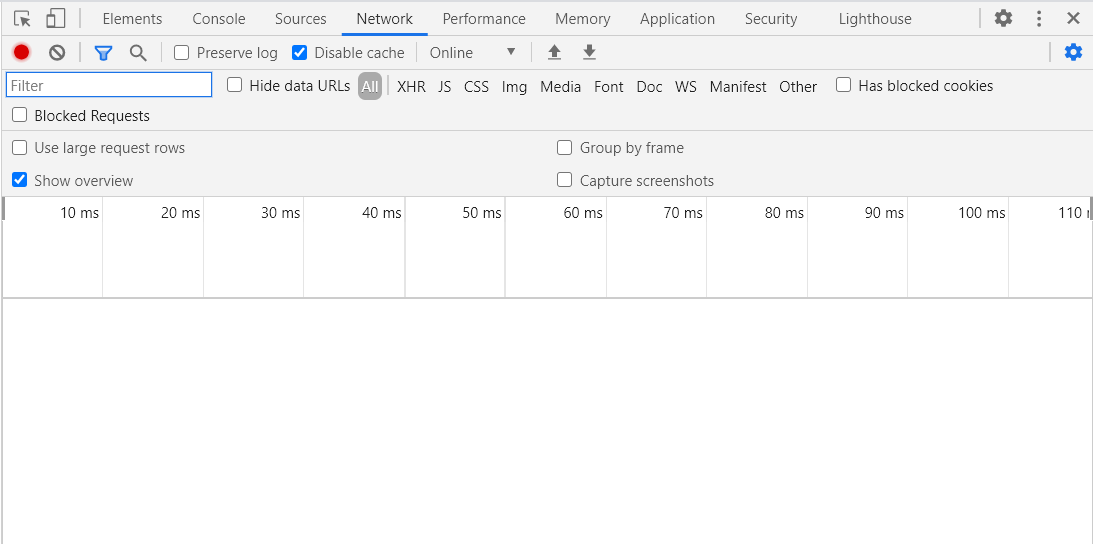 Elements Console Sources Network Performance Memory Application Security Lighthouse
Preserve log Disable cache Online
Filter Hide data URLs All XHR JS CSS Img Media Font Doc WS Manifest Other Has blocked cookies
Blocked Requests
Use large request rows Group by frame
Show overview Capture screenshots
10 ms 20 ms 30 ms 40 ms 50 ms 60 ms 70 ms 80 ms 90 ms 100 ms 110